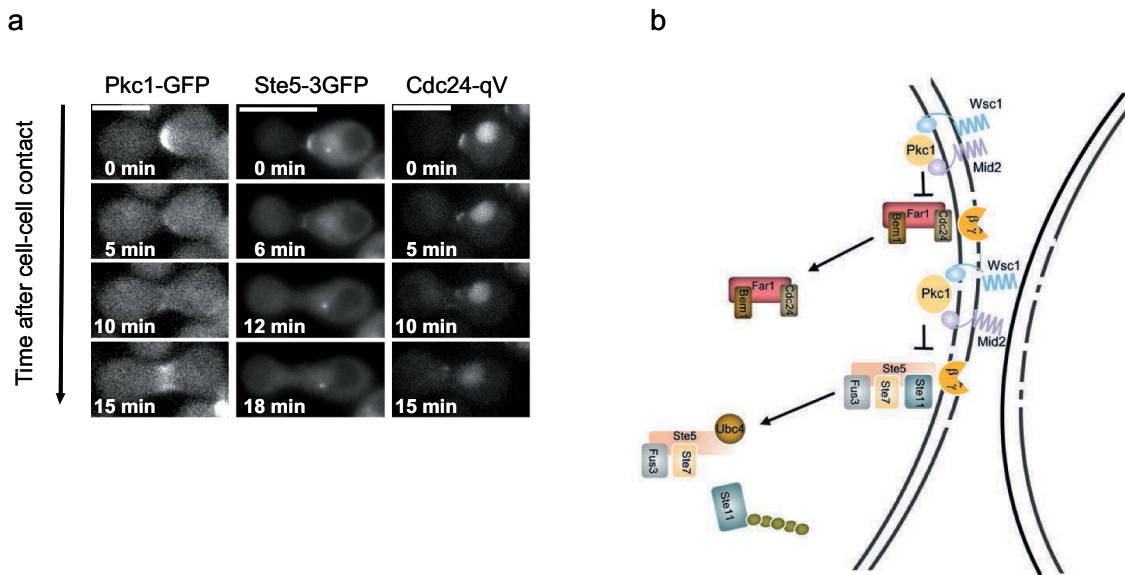 a
b
Pkc1-GFP
Ste5-3GFP
Cdc24-qV
Time after cell-cell contact
0 min
0 min
0 min
5 min
6 min
5 min
10 min
12 min
10 min
15 min
18 min
15 min
Wsc1
Pkc1
Mid2
Far1
Bem1
Cdc24
β
γ
Wsc1
Far1
Bem1
Cdc24
Pkc1
Mid2
Ste5
Fus3
Ste7
Ste11
β
γ
Ubc4
Ste5
Fus3
Ste7
Ste11